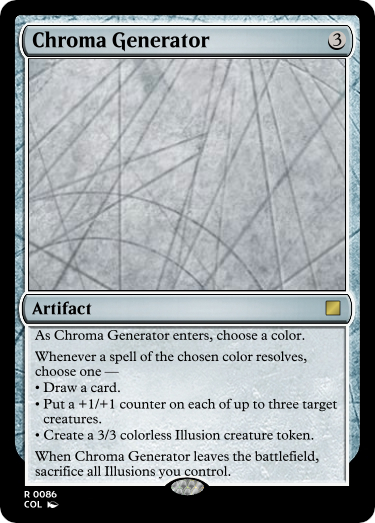 Chroma Generator 3
Artifact
As Chroma Generator enters, choose a color.
Whenever a spell of the chosen color resolves,
choose one —
• Draw a card.
• Put a +1/+1 counter on each of up to three target
creatures.
• Create a 3/3 colorless Illusion creature token.
When Chroma Generator leaves the battlefield,
sacrifice all Illusions you control.
R 0086
COL